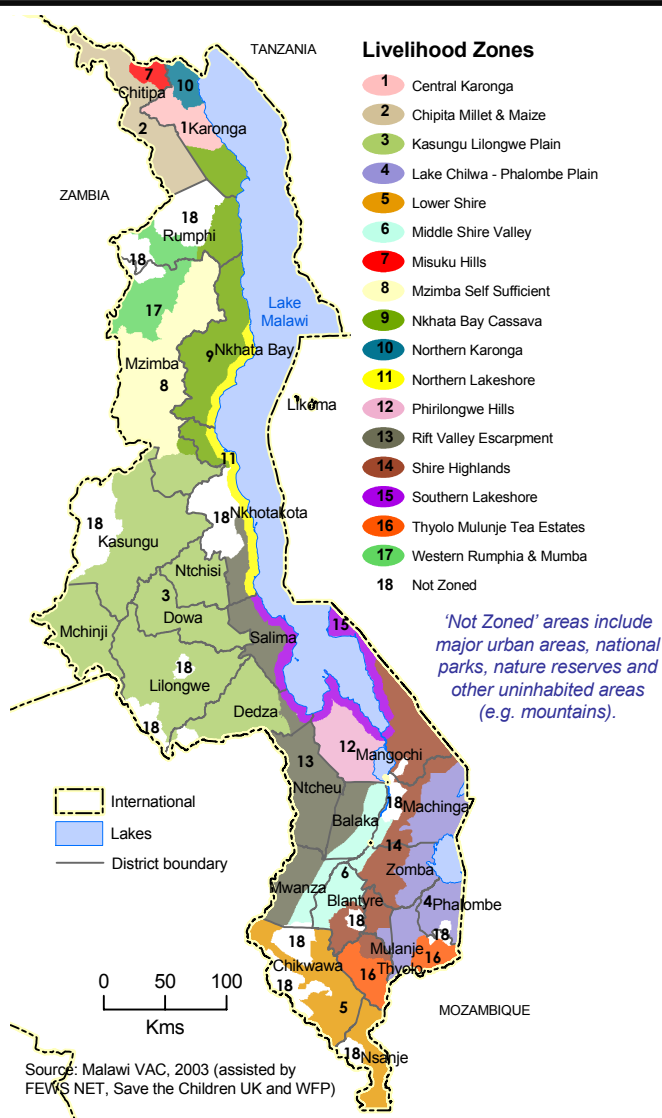 TANZANIA
Livelihood Zones
7
10
Chitipa
1 Central Karonga
2 Chipita Millet & Maize
1 Karonga
2
3 Kasungu Lilongwe Plain
4 Lake Chilwa - Phalombe Plain
ZAMBIA
5 Lower Shire
18
Rumphi
6 Middle Shire Valley
18
7 Misuku Hills
8 Mzimba Self Sufficient
17
Lake
Malawi
9 Nkhata Bay Cassava
9 Nkhata Bay
10 Northern Karonga
Mzimba
8
11 Northern Lakeshore
Likoma
12 Phirilongwe Hills
13 Rift Valley Escarpment
11
14 Shire Highlands
15 Southern Lakeshore
18
Nkhotakota
18
Kasungu
16 Thyolo Mulunje Tea Estates
17 Western Rumphia & Mumba
Ntchisi
18 Not Zoned
3
Dowa
Mchinji
Salima
15
'Not Zoned' areas include
major urban areas, national
parks, nature reserves and
other uninhabited areas
(e.g. mountains).
18
Lilongwe
18
Dedza
12
Mangochi
13
Ntcheu
International
18
Machinga
Lakes
Balaka
14
District boundary
Zomba
6
Mwanza
Blantyre
4
Phalombe
18
18
18
Mulanje
Chikwawa
Thyolo
16
16
18
0 50 100
Kms
5
MOZAMBIQUE
18
Nsanje
Source: Malawi VAC, 2003 (assisted by
FEWS NET, Save the Children UK and WFP)